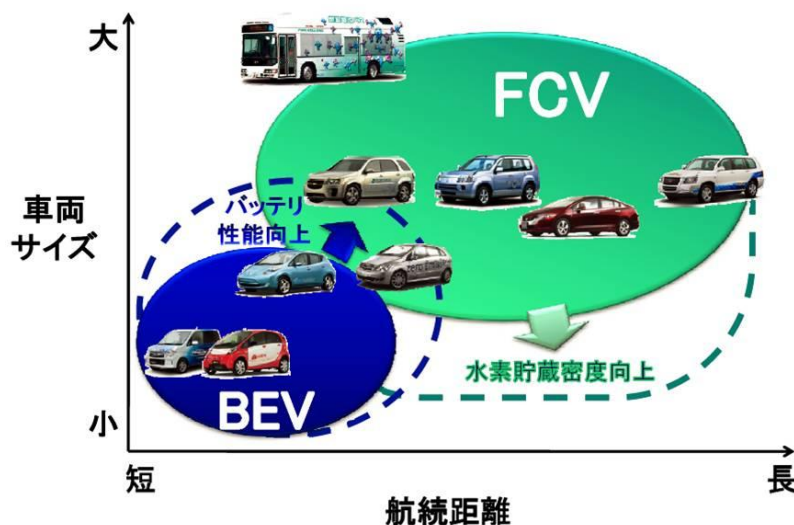 大
FCV
車両
サイズ
バッテリ
性能向上
水素貯蔵密度向上
BEV
小
短
長
航続距離